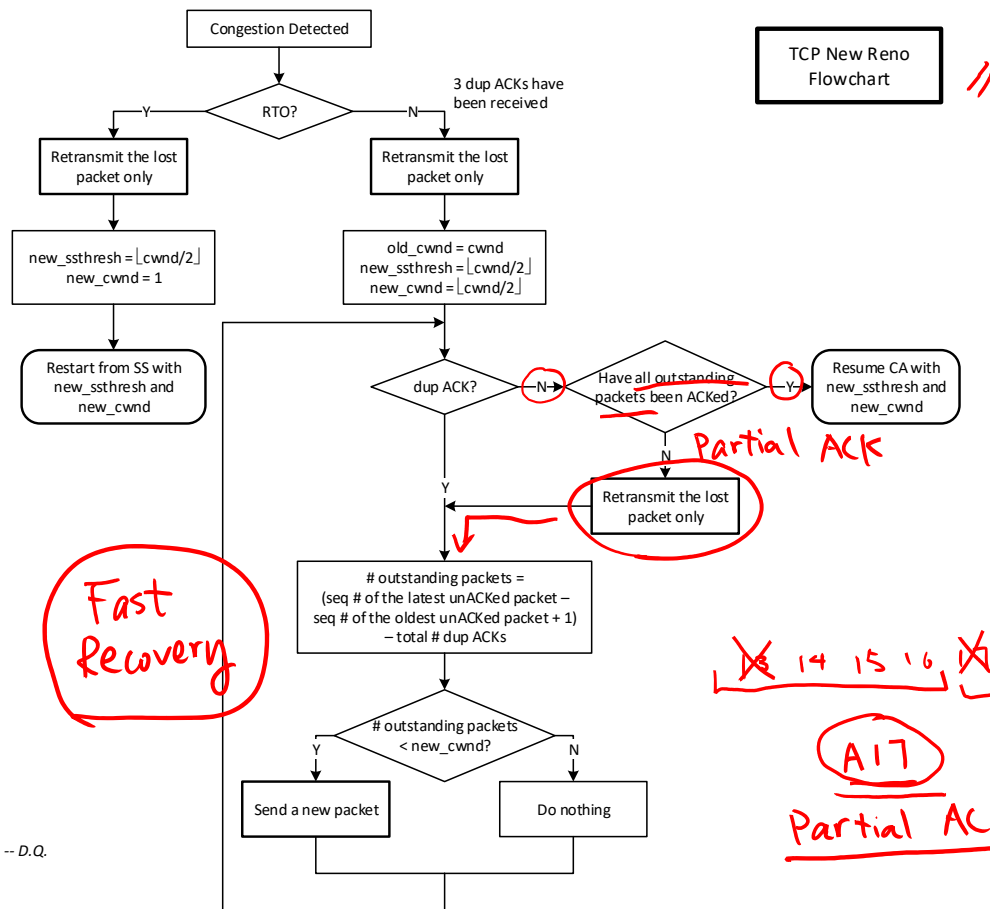 Congestion Detected
TCP New Reno
Flowchart
3 dup ACKs have
been received
RTO?
Y
N
Retransmit the lost
packet only
Retransmit the lost
packet only
new_ssthresh = ⌊cwnd/2⌋
new_cwnd = 1
old_cwnd = cwnd
new_ssthresh = ⌊cwnd/2⌋
new_cwnd = ⌊cwnd/2⌋
Restart from SS with
new_ssthresh and
new_cwnd
dup ACK?
N
Have all outstanding
packets been ACKed?
Y
Resume CA with
new_ssthresh and
new_cwnd
Partial ACK
N
Y
Retransmit the lost
packet only
# outstanding packets =
(seq # of the latest unACKed packet –
seq # of the oldest unACKed packet + 1)
– total # dup ACKs
Fast
Recovery
13 14 15 16 17
# outstanding packets
< new_cwnd?
Y
N
A17
Send a new packet
Do nothing
Partial AC
-- D.Q.